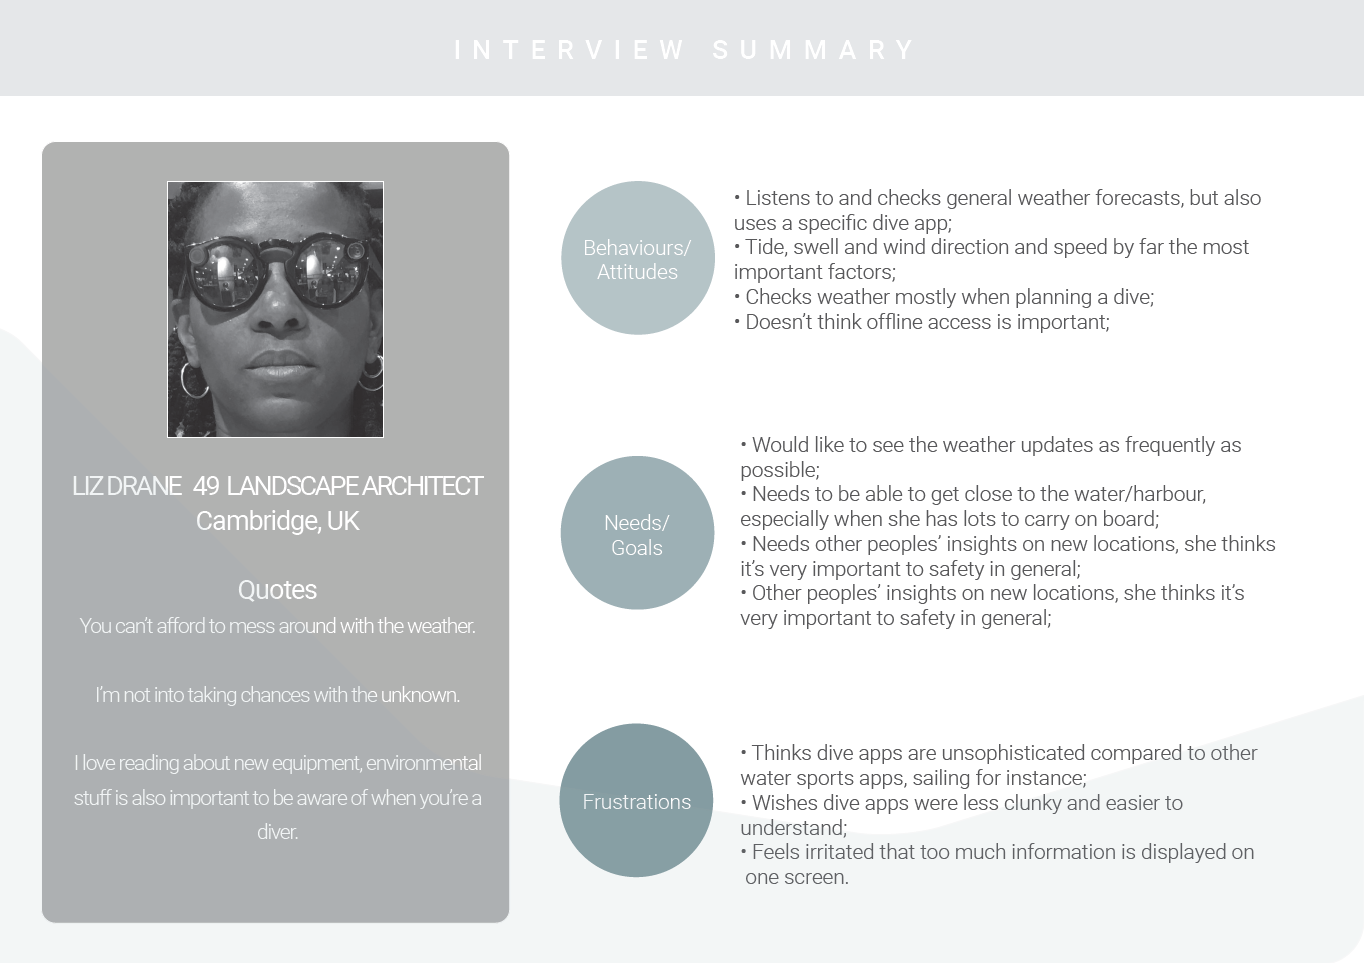 INTERVIEW SUMMARY
LIZ DRANE 49 LANDSCAPE ARCHITECT
Cambridge, UK
Quotes
You can’t afford to mess around with the weather.
I’m not into taking chances with the unknown.
I love reading about new equipment, environmental
stuff is also important to be aware of when you’re a
diver.
Behaviours/
Attitudes
• Listens to and checks general weather forecasts, but also
uses a specific dive app;
• Tide, swell and wind direction and speed by far the most
important factors;
• Checks weather mostly when planning a dive;
• Doesn’t think offline access is important;
Needs/
Goals
• Would like to see the weather updates as frequently as
possible;
• Needs to be able to get close to the water/harbour,
especially when she has lots to carry on board;
• Needs other peoples’ insights on new locations, she thinks
it’s very important to safety in general;
• Other peoples’ insights on new locations, she thinks it’s
very important to safety in general;
Frustrations
• Thinks dive apps are unsophisticated compared to other
water sports apps, sailing for instance;
• Wishes dive apps were less clunky and easier to
understand;
• Feels irritated that too much information is displayed on
one screen.